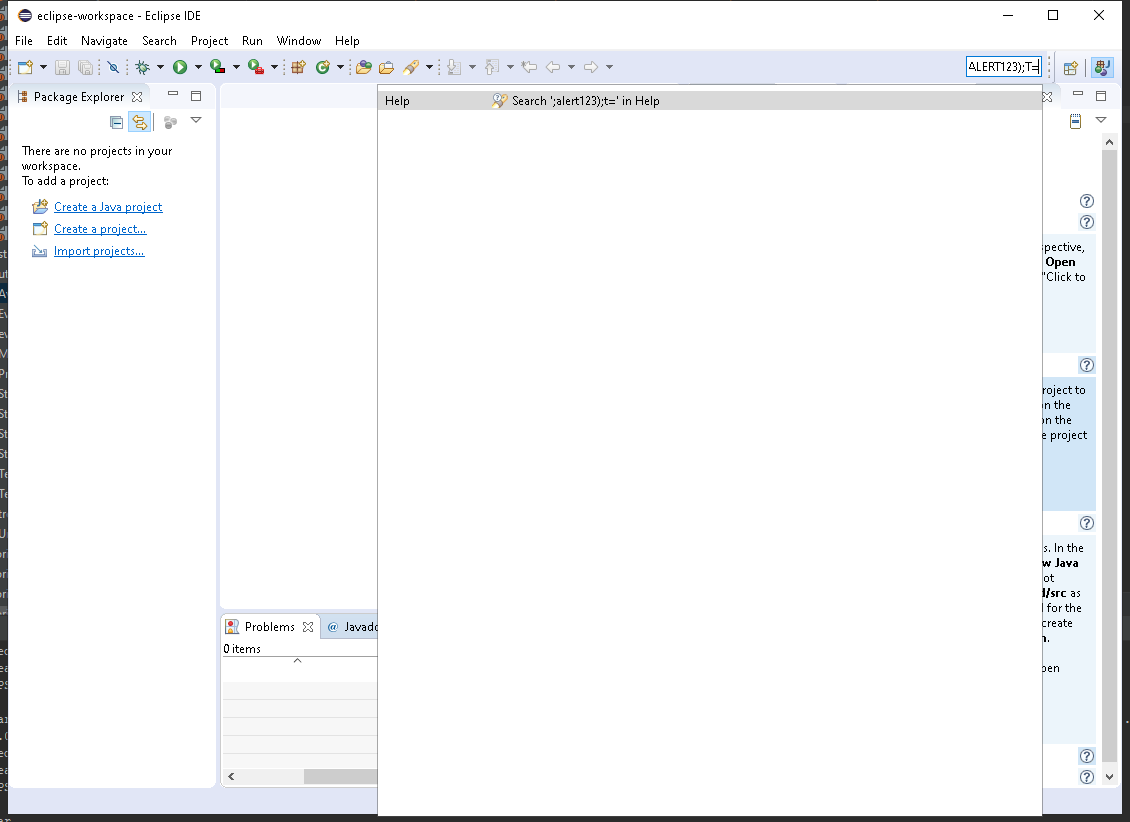 eclipse-workspace - Eclipse IDE
File Edit Navigate Search Project Run Window Help
ALERT123);T=
Package Explorer
There are no projects in your
workspace.
To add a project:
Create a Java project
Create a project...
Import projects...
Help Search ';alert123);t=' in Help
Problems
@ Javado
0 items
spective,
Open
"Click to
roject to
on the
on the
e project
s. In the
w Java
ot
d/src as
l for the
create
n.
open